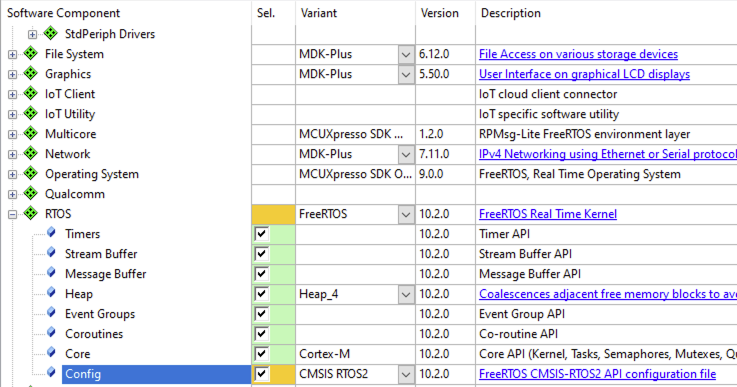 Software Component Sel. Variant Version Description
StdPeriph Drivers
File System MDK-Plus 6.12.0 File Access on various storage devices
Graphics MDK-Plus 5.50.0 User Interface on graphical LCD displays
IoT Client IoT cloud client connector
IoT Utility IoT specific software utility
Multicore MCUXpresso SDK ... 1.2.0 RPMsg-Lite FreeRTOS environment layer
Network MDK-Plus 7.11.0 IPv4 Networking using Ethernet or Serial protocol
Operating System MCUXpresso SDK O... 9.0.0 FreeRTOS, Real Time Operating System
Qualcomm
RTOS FreeRTOS 10.2.0 FreeRTOS Real Time Kernel
Timers 10.2.0 Timer API
Stream Buffer 10.2.0 Stream Buffer API
Message Buffer 10.2.0 Message Buffer API
Heap Heap_4 10.2.0 Coalescences adjacent free memory blocks to avo
Event Groups 10.2.0 Event Group API
Coroutines 10.2.0 Co-routine API
Core Cortex-M 10.2.0 Core API (Kernel, Tasks, Semaphores, Mutexes, Qu
Config CMSIS RTOS2 10.2.0 FreeRTOS CMSIS-RTOS2 API configuration file